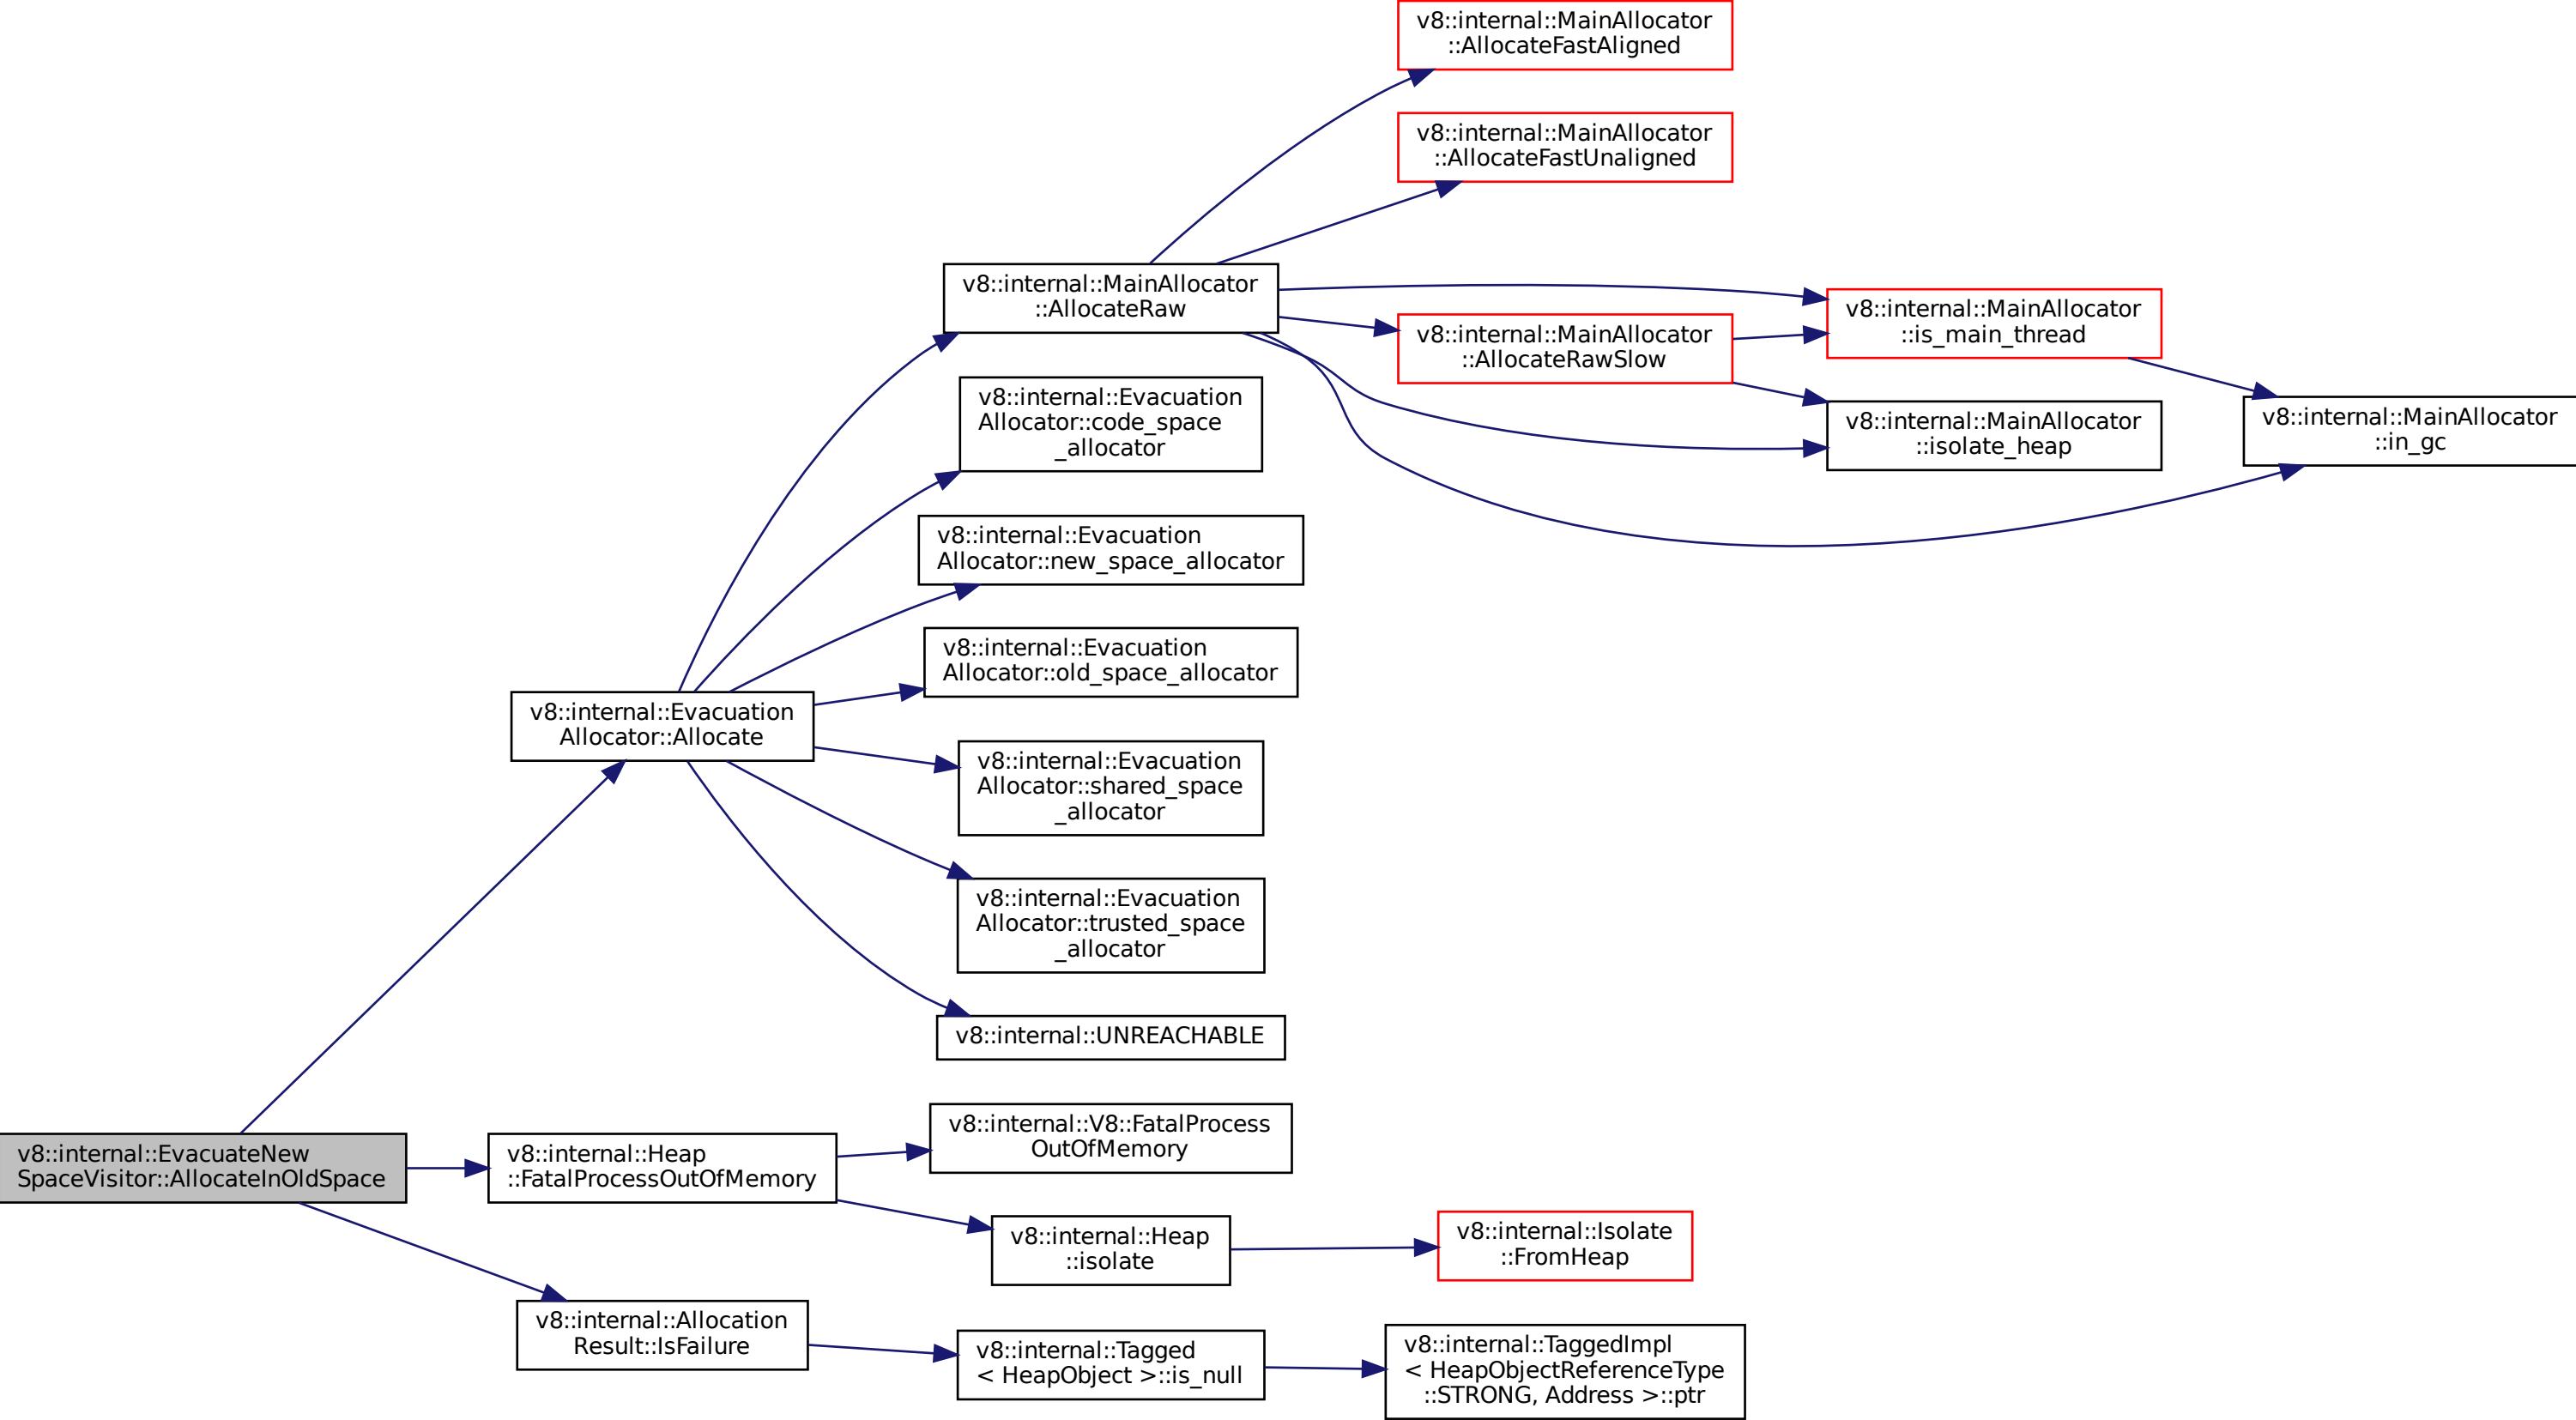 v8::internal::MainAllocator
::AllocateFastAligned
v8::internal::MainAllocator
::AllocateFastUnaligned
v8::internal::MainAllocator
::AllocateRaw
v8::internal::MainAllocator
::is_main_thread
v8::internal::MainAllocator
::AllocateRawSlow
v8::internal::MainAllocator
::isolate_heap
v8::internal::MainAllocator
::in_gc
v8::internal::Evacuation
Allocator::code_space
_allocator
v8::internal::Evacuation
Allocator::new_space_allocator
v8::internal::Evacuation
Allocator::old_space_allocator
v8::internal::Evacuation
Allocator::Allocate
v8::internal::Evacuation
Allocator::shared_space
_allocator
v8::internal::Evacuation
Allocator::trusted_space
_allocator
v8::internal::UNREACHABLE
v8::internal::V8::FatalProcess
OutOfMemory
v8::internal::EvacuateNew
SpaceVisitor::AllocateInOldSpace
v8::internal::Heap
::FatalProcessOutOfMemory
v8::internal::Heap
::isolate
v8::internal::Isolate
::FromHeap
v8::internal::Allocation
Result::IsFailure
v8::internal::Tagged
< HeapObject >::is_null
v8::internal::TaggedImpl
< HeapObjectReferenceType
::STRONG, Address >::ptr